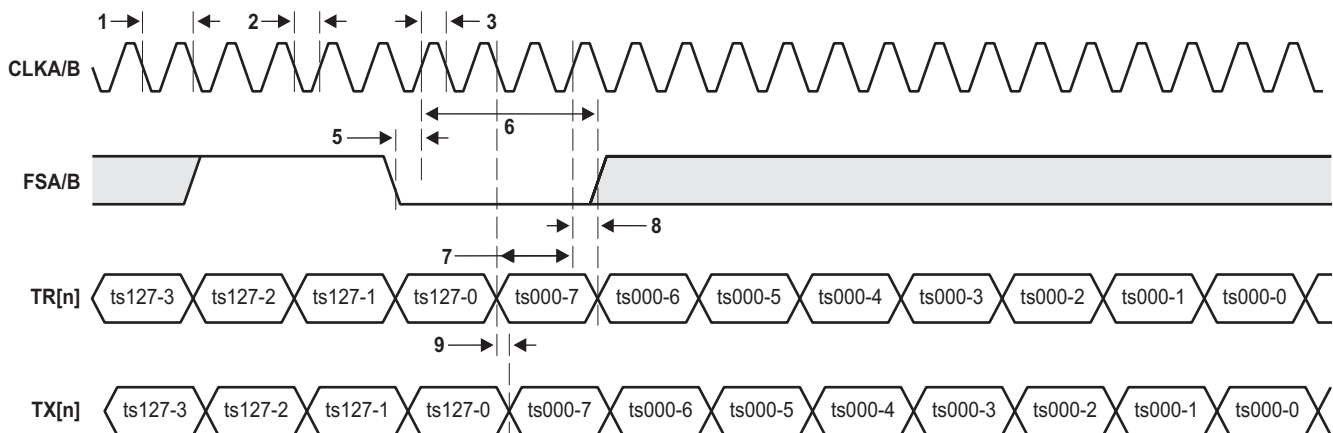 1 2 3
CLKA/B
6
5
FSA/B
8
7
TR[n] ts127-3 ts127-2 ts127-1 ts127-0 ts000-7 ts000-6 ts000-5 ts000-4 ts000-3 ts000-2 ts000-1 ts000-0
9
TX[n] ts127-3 ts127-2 ts127-1 ts127-0 ts000-7 ts000-6 ts000-5 ts000-4 ts000-3 ts000-2 ts000-1 ts000-0